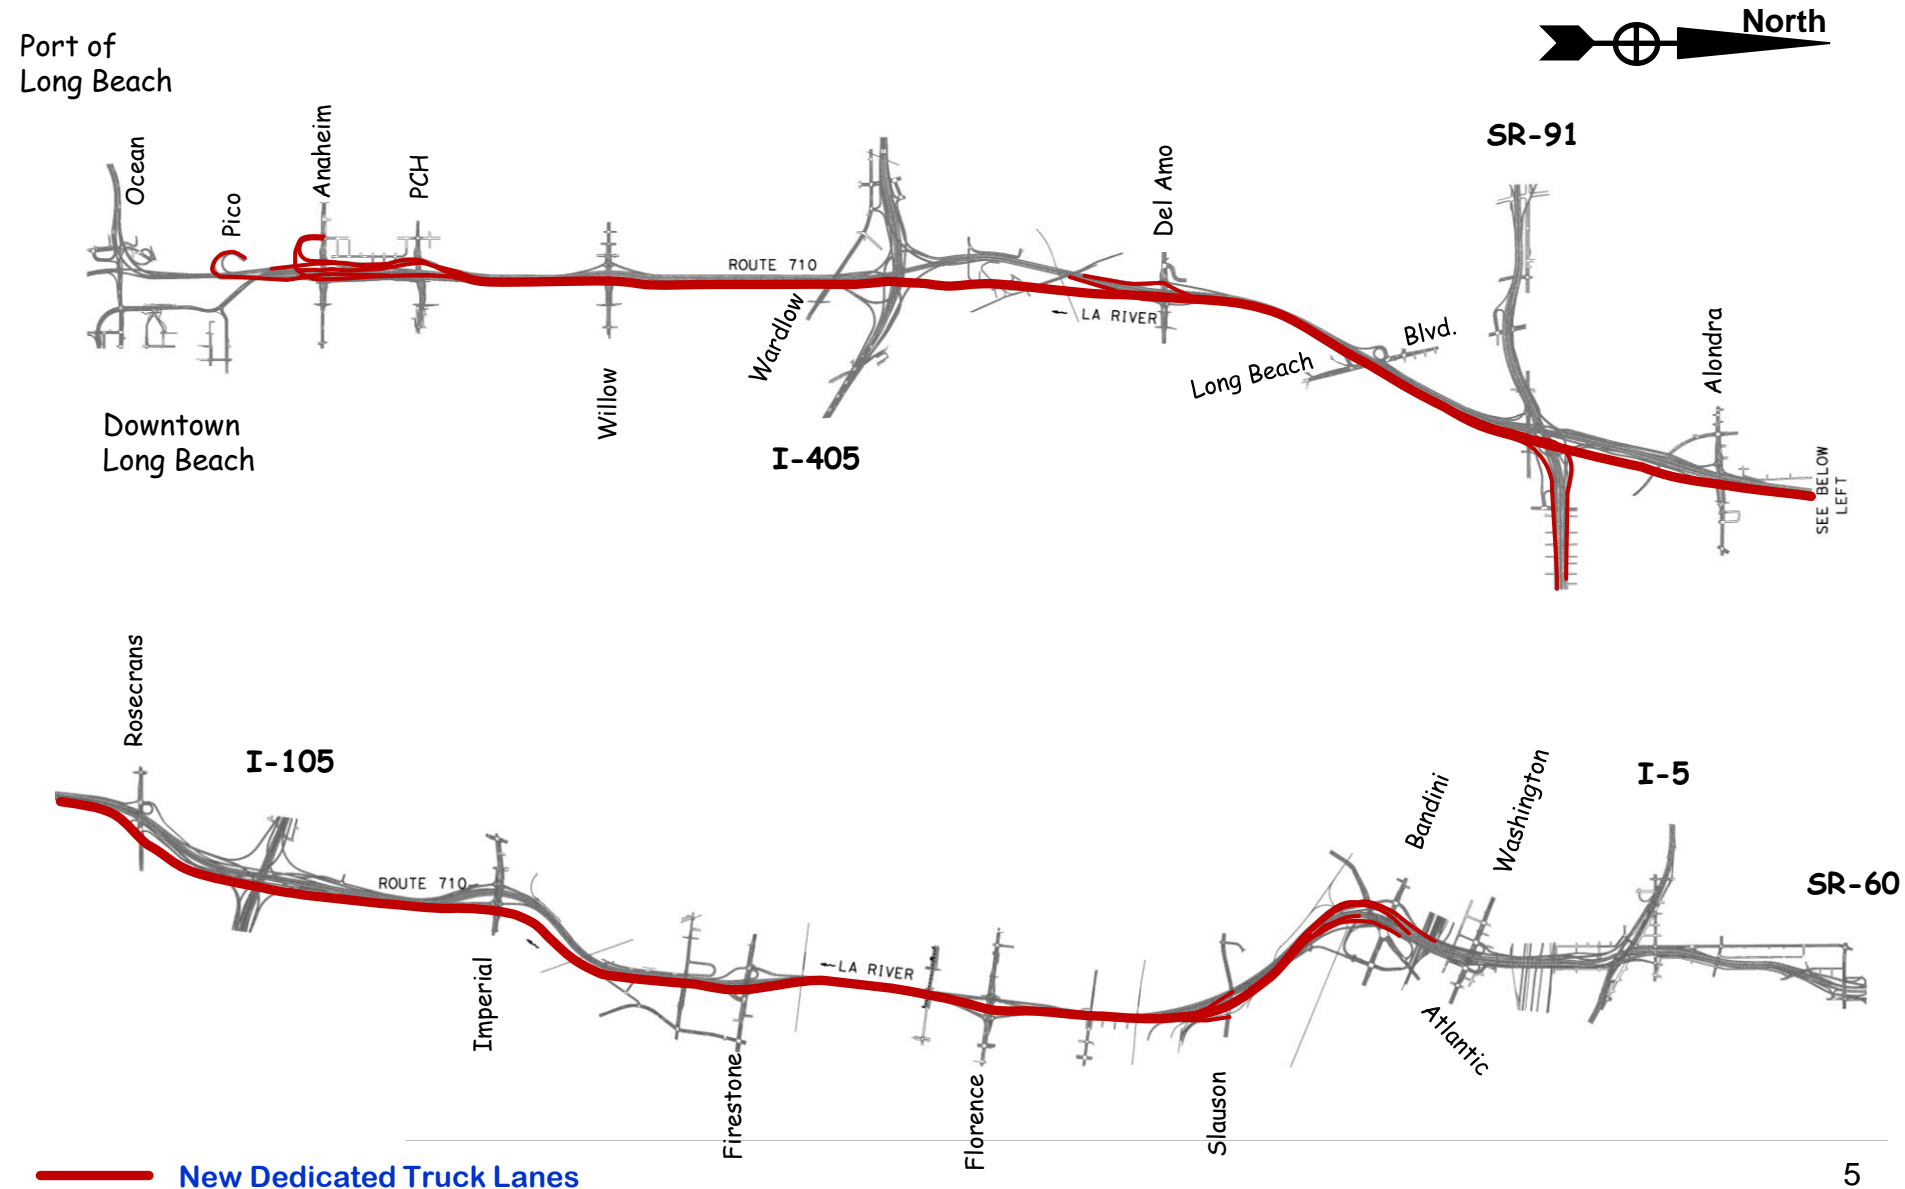 Port of
Long Beach
North
SR-91
Ocean
Pico
Anaheim
PCH
Del Amo
ROUTE 710
Wardlow
← LA RIVER
Long Beach Blvd.
Alondra
Willow
Downtown
Long Beach
I-405
SEE BELOW
LEFT
Rosecrans
I-105
Bandini
Washington
I-5
SR-60
ROUTE 710
Imperial
←LA RIVER
Atlantic
Firestone
Florence
Slauson
New Dedicated Truck Lanes
5